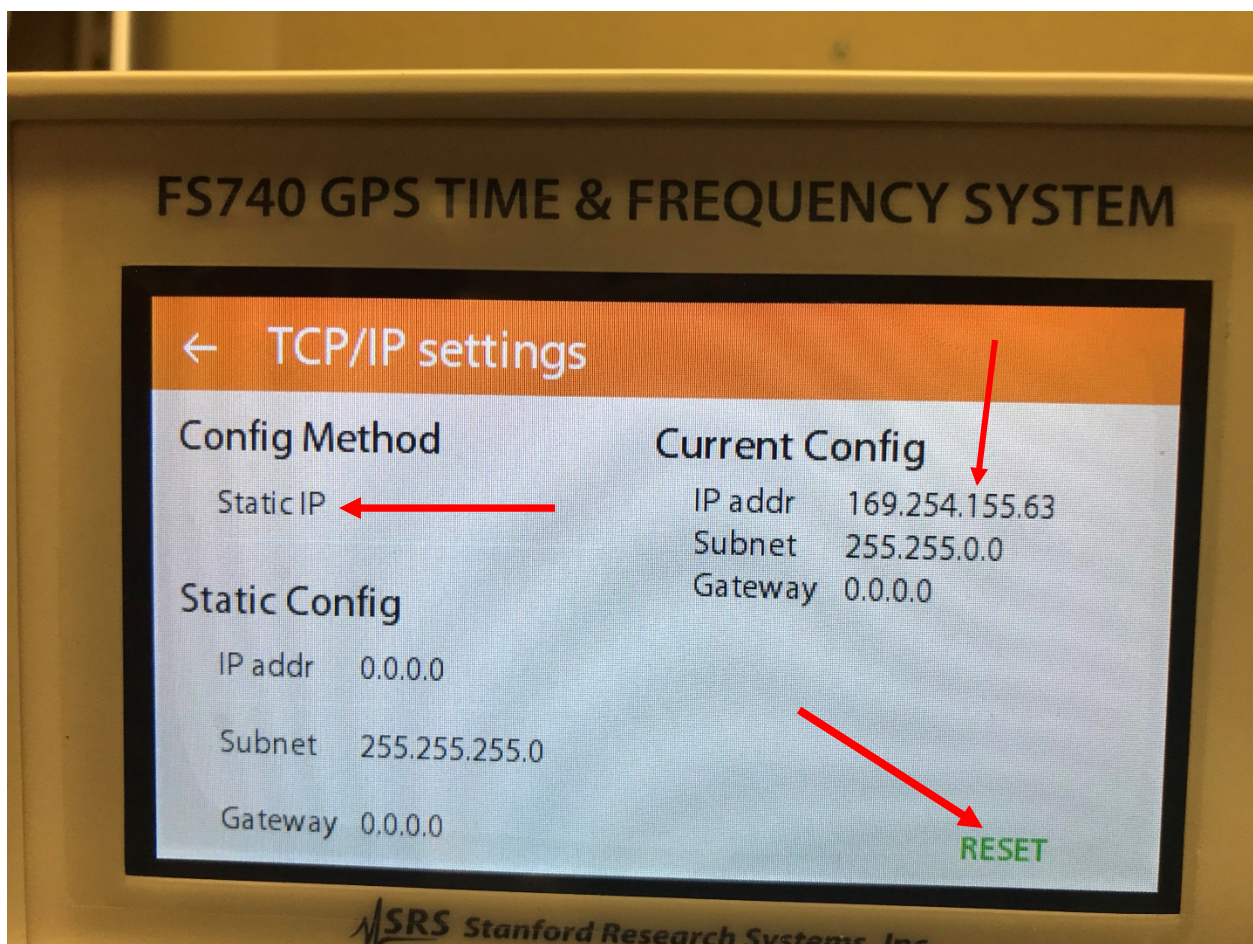 FS740 GPS TIME & FREQUENCY SYSTEM
← TCP/IP settings
Config Method
Static IP
Static Config
IP addr 0.0.0.0
Subnet 255.255.255.0
Gateway 0.0.0.0
Current Config
IP addr 169.254.155.63
Subnet 255.255.0.0
Gateway 0.0.0.0
RESET
SRS Stanford Research Systems, Inc